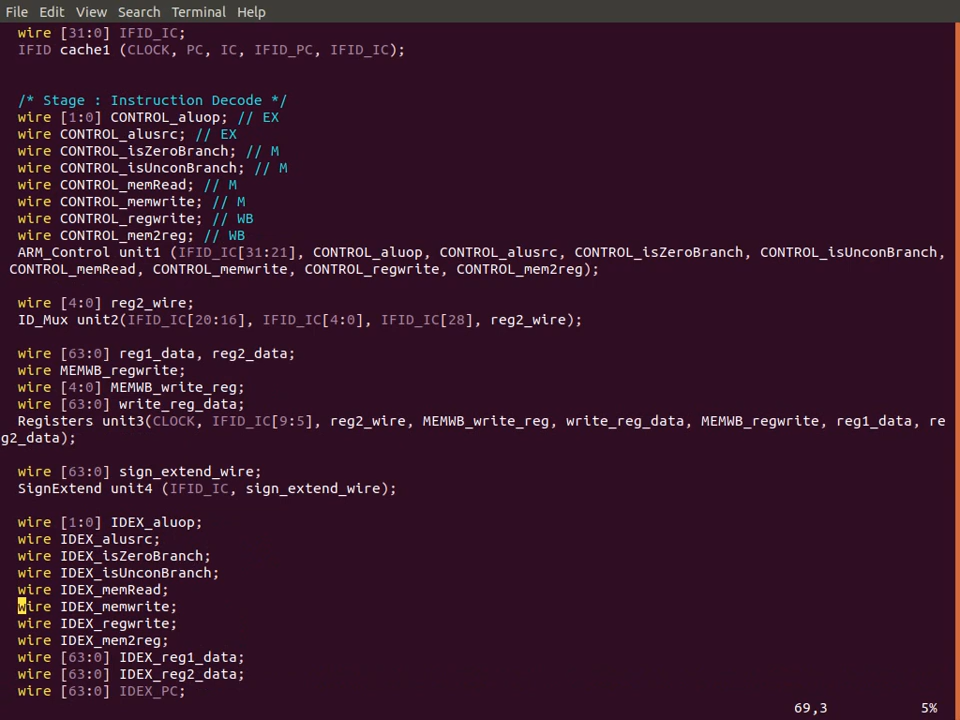 File Edit View Search Terminal Help
wire [31:0] IFID_IC;
IFID cache1 (CLOCK, PC, IC, IFID_PC, IFID_IC);
/* Stage : Instruction Decode */
wire [1:0] CONTROL_aluop; // EX
wire CONTROL_alusrc; // EX
wire CONTROL_isZeroBranch; // M
wire CONTROL_isUnconBranch; // M
wire CONTROL_memRead; // M
wire CONTROL_memwrite; // M
wire CONTROL_regwrite; // WB
wire CONTROL_mem2reg; // WB
ARM_Control unit1 (IFID_IC[31:21], CONTROL_aluop, CONTROL_alusrc, CONTROL_isZeroBranch, CONTROL_isUnconBranch,
CONTROL_memRead, CONTROL_memwrite, CONTROL_regwrite, CONTROL_mem2reg);
wire [4:0] reg2_wire;
ID_Mux unit2(IFID_IC[20:16], IFID_IC[4:0], IFID_IC[28], reg2_wire);
wire [63:0] reg1_data, reg2_data;
wire MEMWB_regwrite;
wire [4:0] MEMWB_write_reg;
wire [63:0] write_reg_data;
Registers unit3(CLOCK, IFID_IC[9:5], reg2_wire, MEMWB_write_reg, write_reg_data, MEMWB_regwrite, reg1_data, re
g2_data);
wire [63:0] sign_extend_wire;
SignExtend unit4 (IFID_IC, sign_extend_wire);
wire [1:0] IDEX_aluop;
wire IDEX_alusrc;
wire IDEX_isZeroBranch;
wire IDEX_isUnconBranch;
wire IDEX_memRead;
wire IDEX_memwrite;
wire IDEX_regwrite;
wire IDEX_mem2reg;
wire [63:0] IDEX_reg1_data;
wire [63:0] IDEX_reg2_data;
wire [63:0] IDEX_PC;
69,3 5%